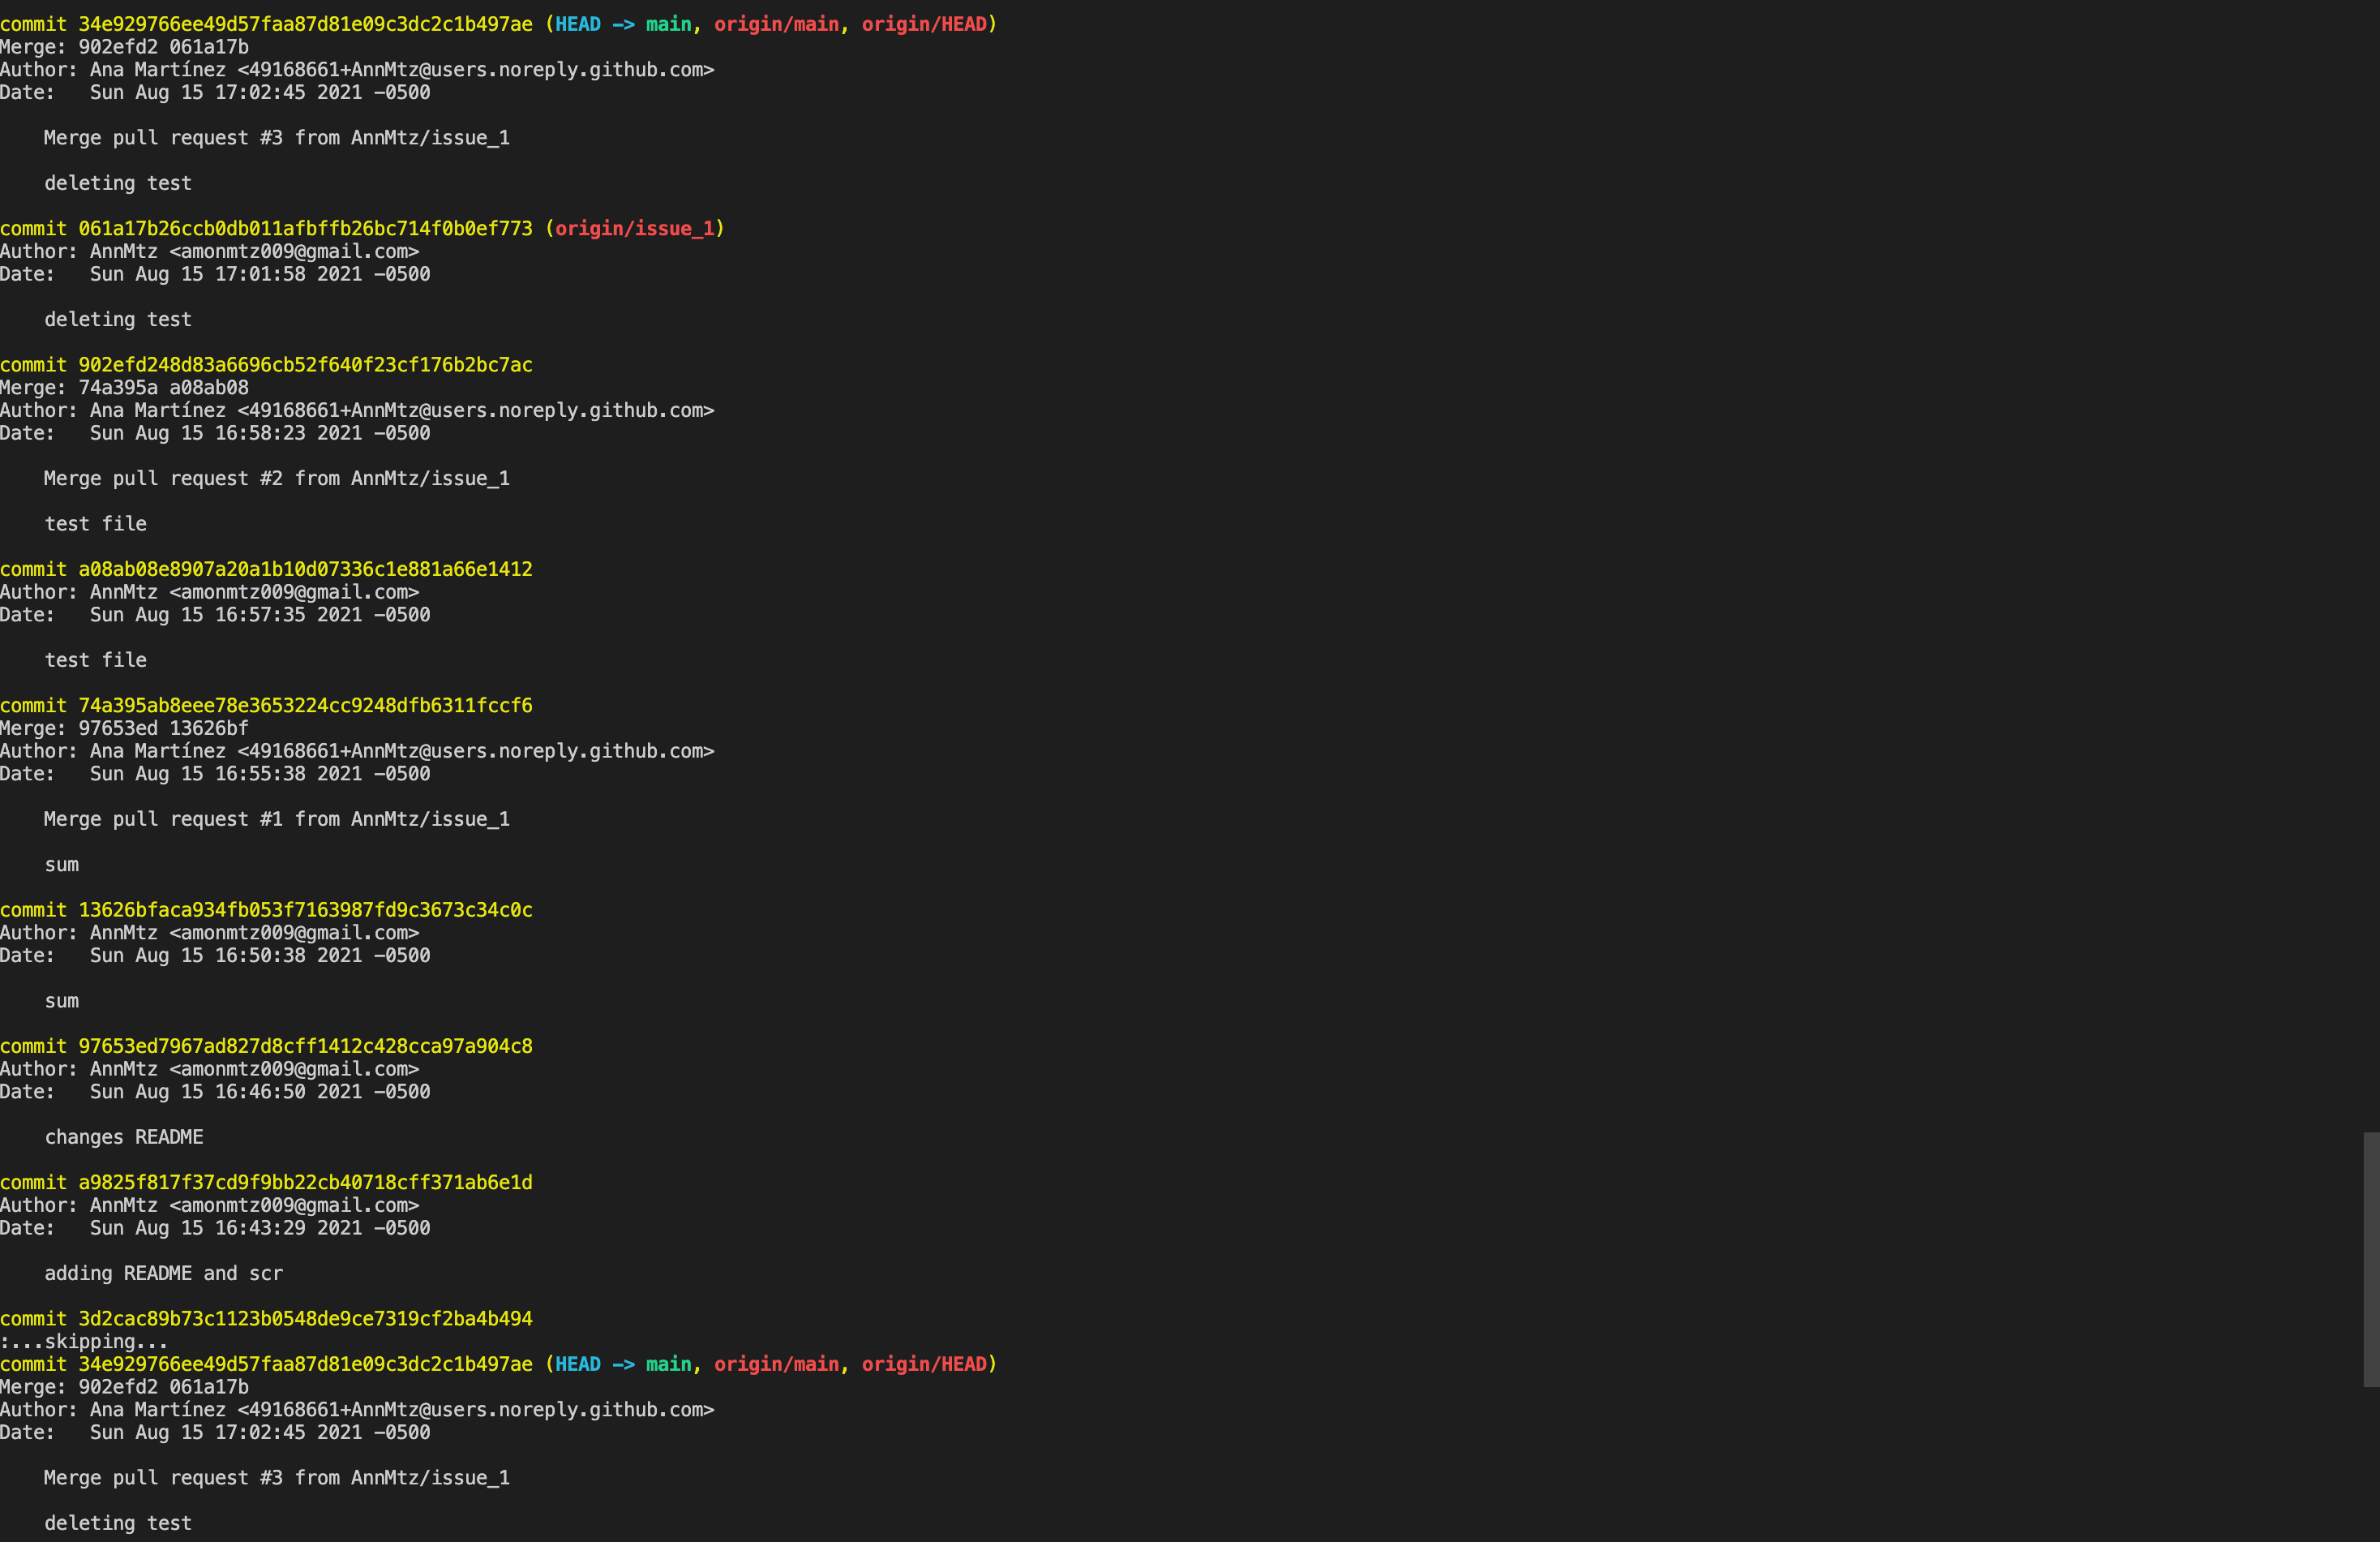 commit 34e929766ee49d57faa87d81e09c3dc2c1b497ae (HEAD -> main, origin/main, origin/HEAD)
Merge: 902efd2 061a17b
Author: Ana Martínez <49168661+AnnMtz@users.noreply.github.com>
Date:   Sun Aug 15 17:02:45 2021 -0500
    Merge pull request #3 from AnnMtz/issue_1
    deleting test
commit 061a17b26ccb0db011afbffb26bc714f0b0ef773 (origin/issue_1)
Author: AnnMtz <amonmtz009@gmail.com>
Date:   Sun Aug 15 17:01:58 2021 -0500
    deleting test
commit 902efd248d83a6696cb52f640f23cf176b2bc7ac
Merge: 74a395a a08ab08
Author: Ana Martínez <49168661+AnnMtz@users.noreply.github.com>
Date:   Sun Aug 15 16:58:23 2021 -0500
    Merge pull request #2 from AnnMtz/issue_1
    test file
commit a08ab08e8907a20a1b10d07336c1e881a66e1412
Author: AnnMtz <amonmtz009@gmail.com>
Date:   Sun Aug 15 16:57:35 2021 -0500
    test file
commit 74a395ab8eee78e3653224cc9248dfb6311fccf6
Merge: 97653ed 13626bf
Author: Ana Martínez <49168661+AnnMtz@users.noreply.github.com>
Date:   Sun Aug 15 16:55:38 2021 -0500
    Merge pull request #1 from AnnMtz/issue_1
    sum
commit 13626bfaca934fb053f7163987fd9c3673c34c0c
Author: AnnMtz <amonmtz009@gmail.com>
Date:   Sun Aug 15 16:50:38 2021 -0500
    sum
commit 97653ed7967ad827d8cff1412c428cca97a904c8
Author: AnnMtz <amonmtz009@gmail.com>
Date:   Sun Aug 15 16:46:50 2021 -0500
    changes README
commit a9825f817f37cd9f9bb22cb40718cff371ab6e1d
Author: AnnMtz <amonmtz009@gmail.com>
Date:   Sun Aug 15 16:43:29 2021 -0500
    adding README and scr
commit 3d2cac89b73c1123b0548de9ce7319cf2ba4b494
:...skipping...
commit 34e929766ee49d57faa87d81e09c3dc2c1b497ae (HEAD -> main, origin/main, origin/HEAD)
Merge: 902efd2 061a17b
Author: Ana Martínez <49168661+AnnMtz@users.noreply.github.com>
Date:   Sun Aug 15 17:02:45 2021 -0500
    Merge pull request #3 from AnnMtz/issue_1
    deleting test